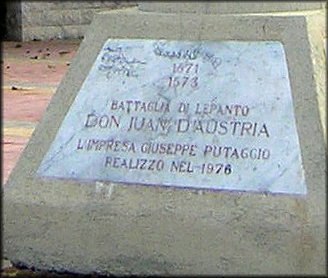 1571
1573
BATTAGLIA DI LEPANTO
DON JUAN D'AUSTRIA
L'IMPRESA GIUSEPPE PUTAGGIO
REALIZZO NEL 1976